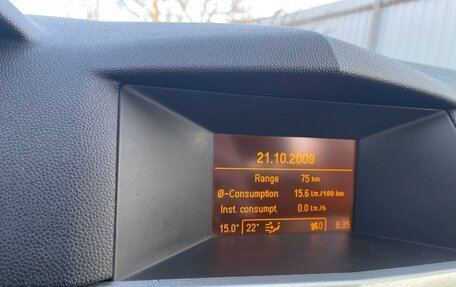 21.10.2009
Range 75 km
Ø-Consumption 15.6 Ltr./100 km
Inst. consumpt. 0.0 Ltr./h
15.0° 22° 0 8:35